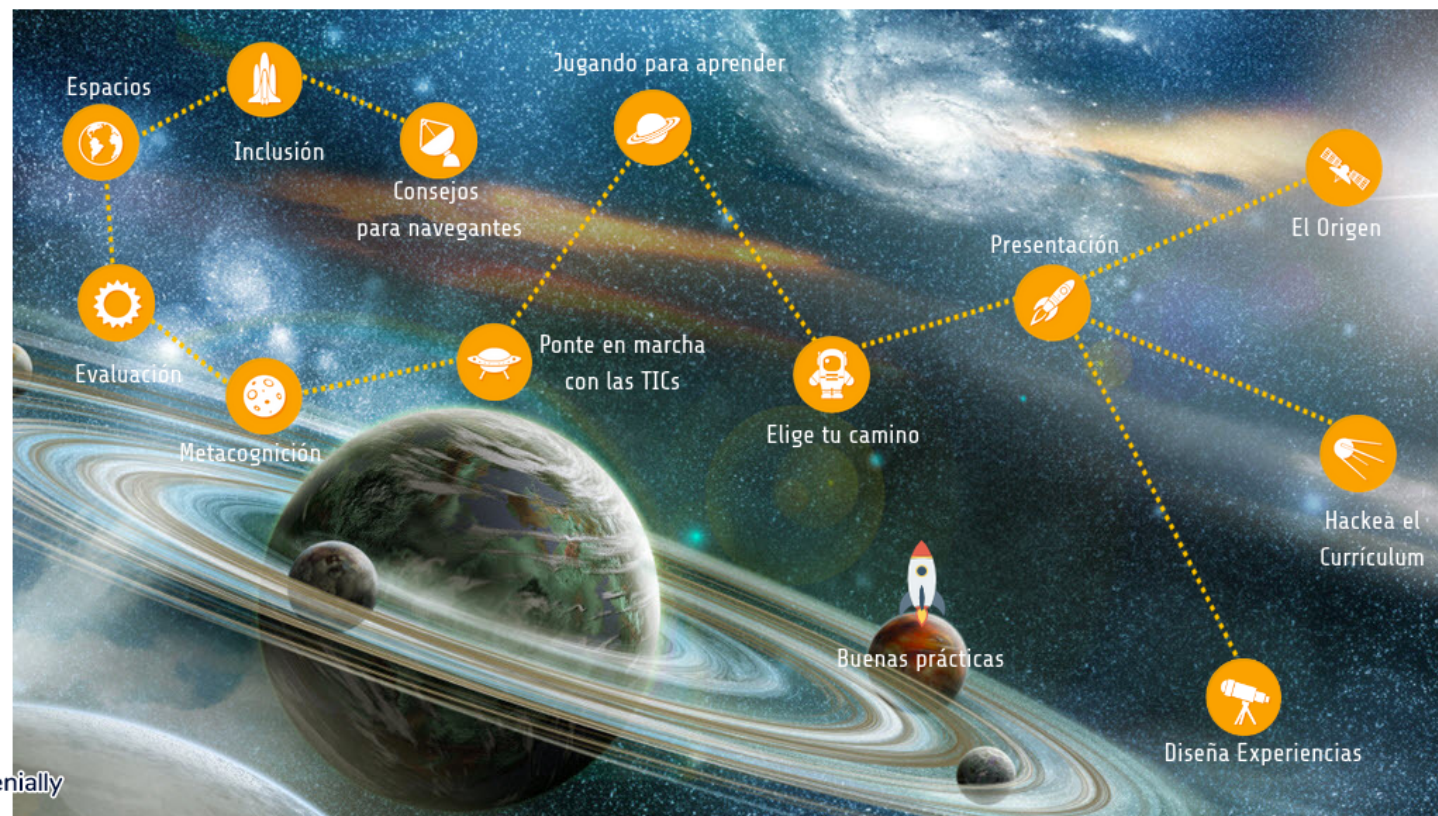 Jugando para aprender
Espacios
Inclusión
Consejos
para navegantes
El Origen
Presentación
Ponte en marcha
con las TICs
Evaluación
Elige tu camino
Metacognición
Hackea el
Currículum
Buenas prácticas
Diseña Experiencias
enially